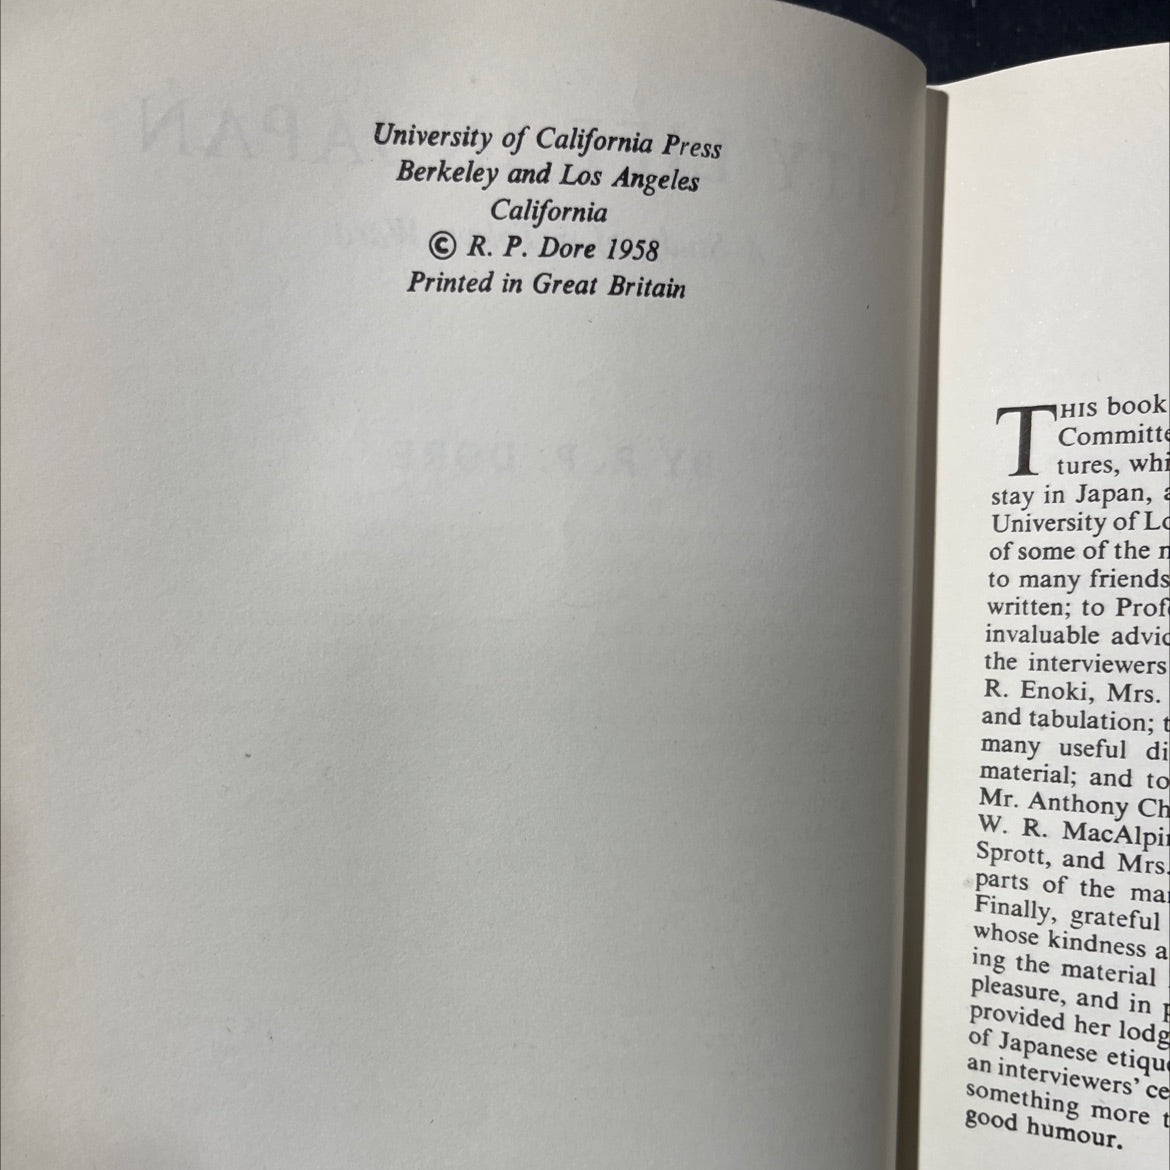 University of California Press
Berkeley and Los Angeles
California
© R. P. Dore 1958
Printed in Great Britain
THIS book
Committe
tures, whi
stay in Japan, a
University of Lo
of some of the n
to many friends
written; to Prof
invaluable advic
the interviewers
R. Enoki, Mrs.
and tabulation; t
many useful di
material; and to
Mr. Anthony Ch
W. R. MacAlpi
Sprott, and Mrs.
parts of the ma
Finally, grateful
whose kindness a
ing the material
pleasure, and in p
provided her lodg
of Japanese etique
an interviewers' ce
something more t
good humour.